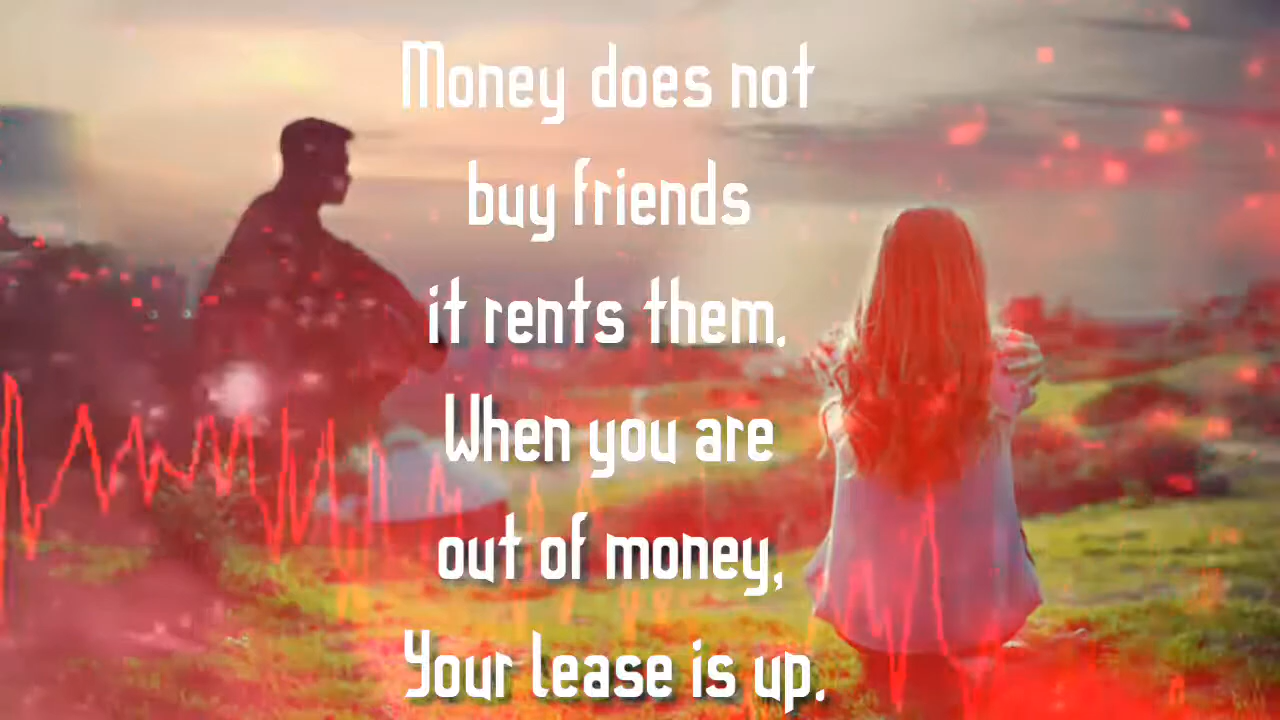 Money does not
buy friends
it rents them.
When you are
out of money,
Your lease is up.